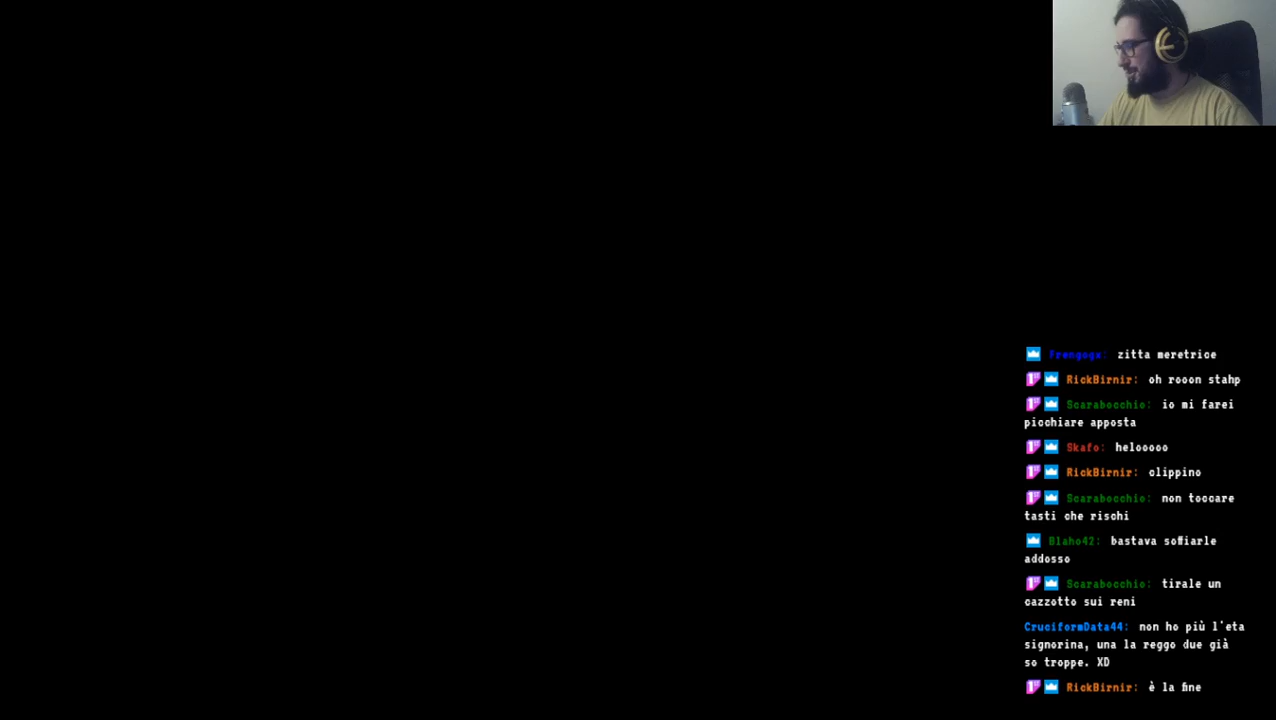 Frengogx: zitta meretrice
RickBirnir: oh rooon stahp
Scarabocchio: io mi farei
picchiare apposta
Skafo: helooooo
RickBirnir: clippino
Scarabocchio: non toccare
tasti che rischi
Blaho42: bastava soffiarle
addosso
Scarabocchio: tirale un
cazzotto sui reni
CruciformData44: non ho più l'eta
signorina, una la reggo due già
so troppe. XD
RickBirnir: è la fine